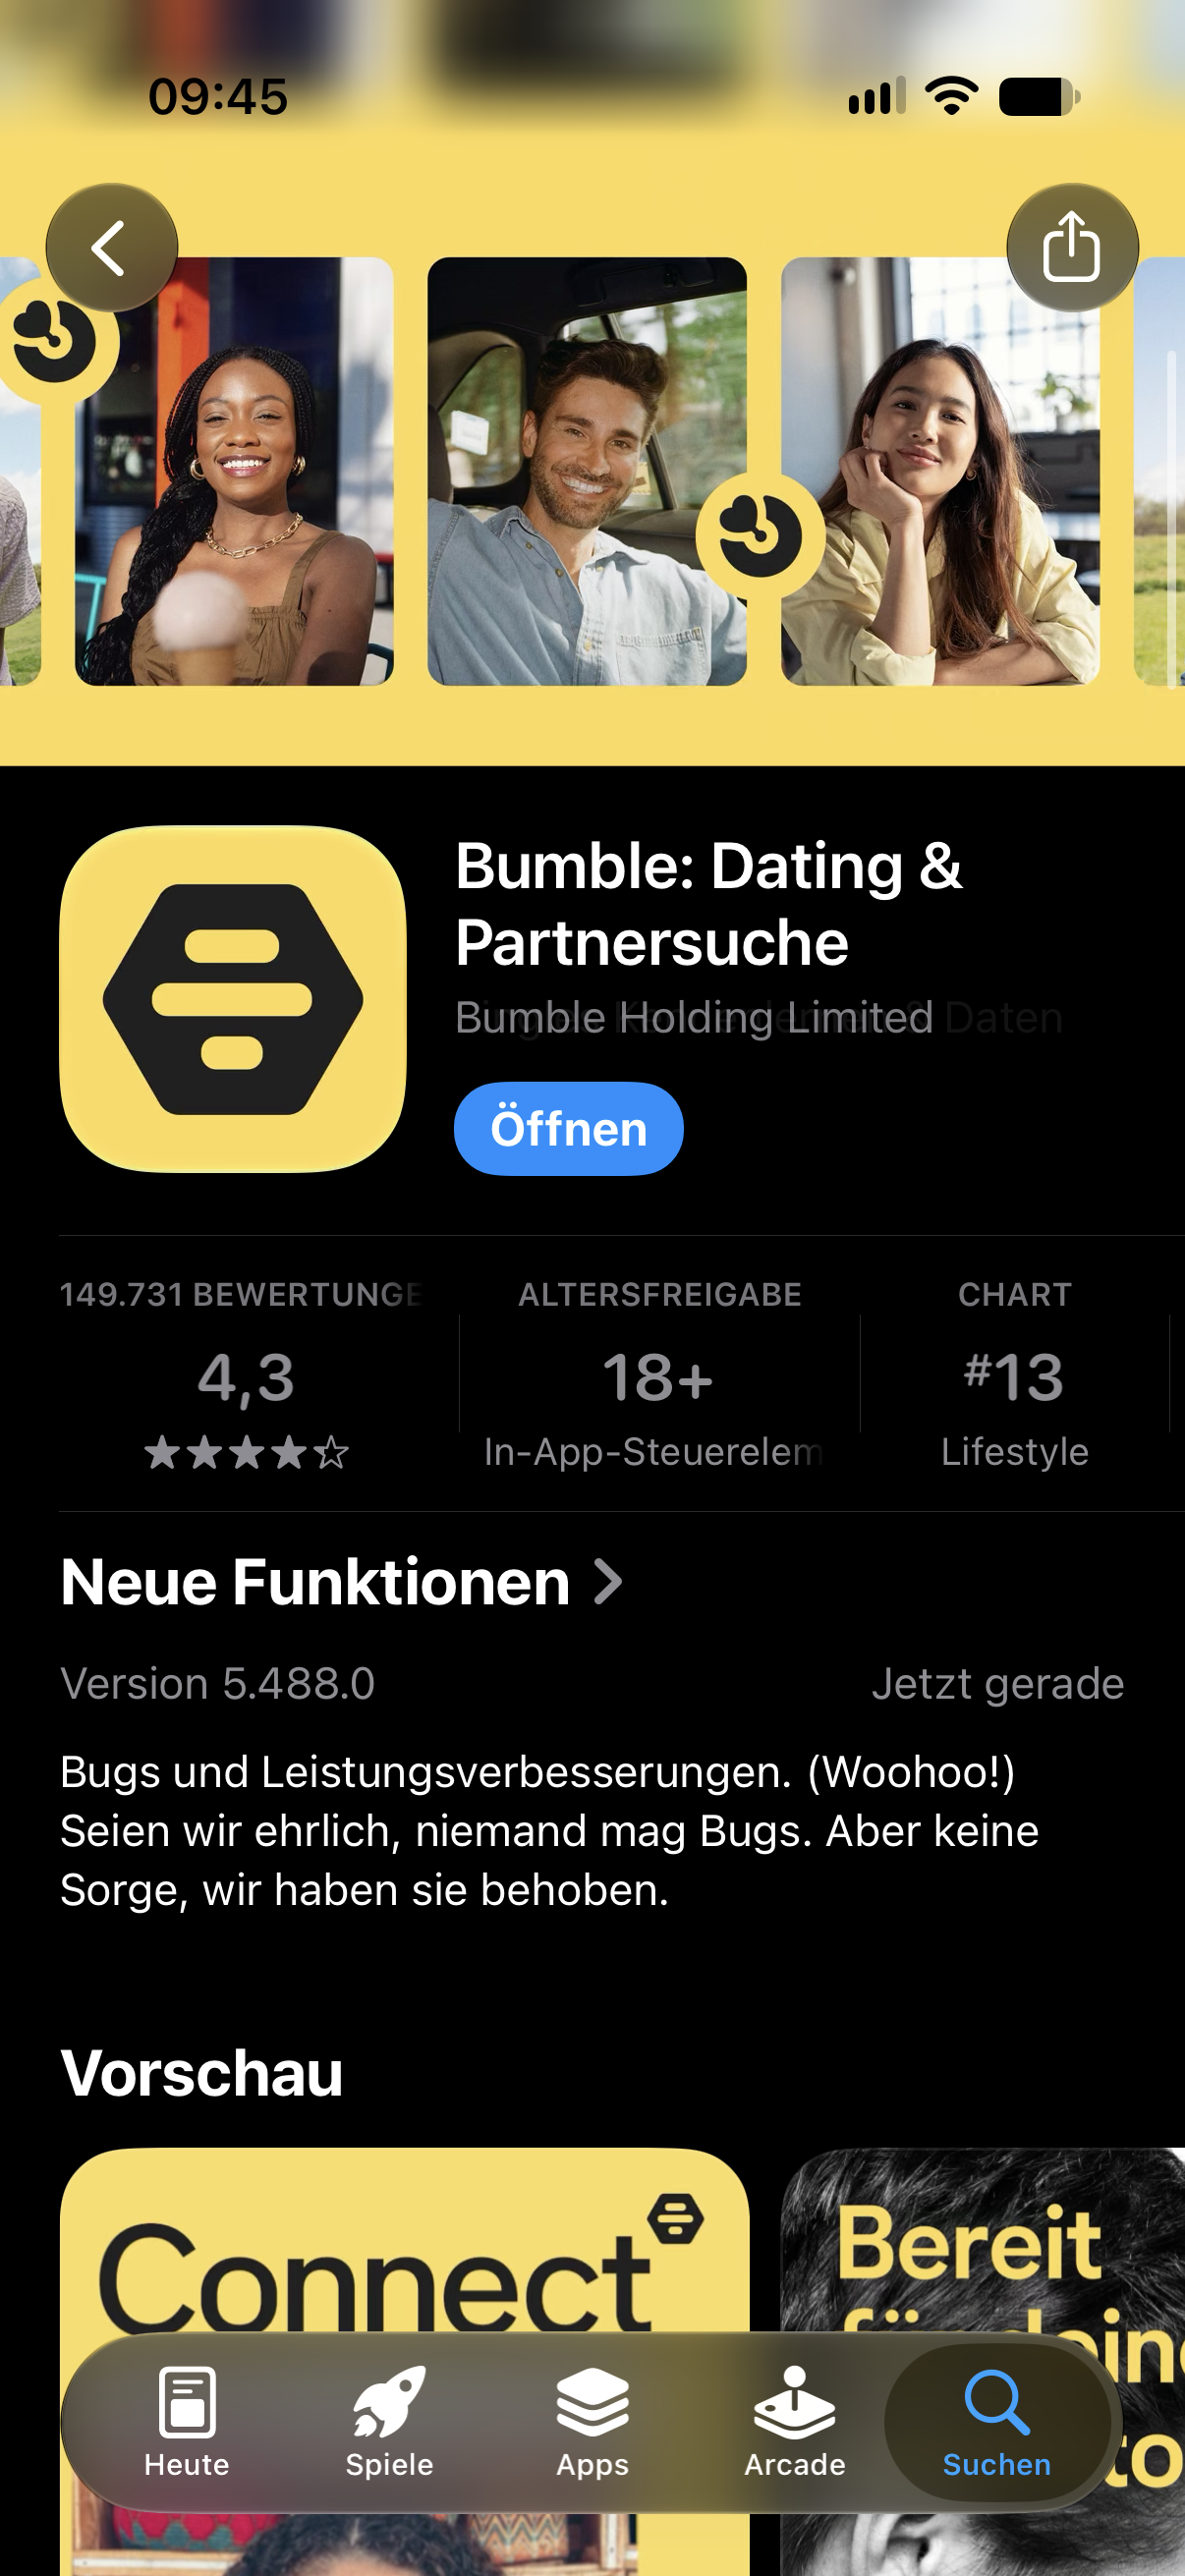 09:45
Bumble: Dating &
Partnersuche
Bumble Holding Limited
Öffnen
149.731 BEWERTUNGE
ALTERSFREIGABE
CHART
4,3
18+
#13
In-App-Steuerelem
Lifestyle
Neue Funktionen
Version 5.488.0
Jetzt gerade
Bugs und Leistungsverbesserungen. (Woohoo!)
Seien wir ehrlich, niemand mag Bugs. Aber keine
Sorge, wir haben sie behoben.
Vorschau
Connect
Bereit
Heute
Spiele
Apps
Arcade
Suchen